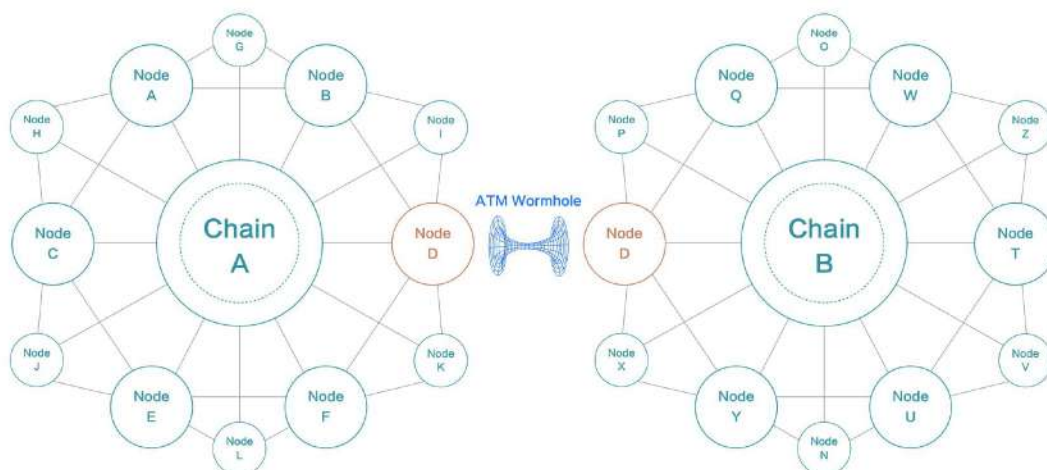 Node
G
Node
A
Node
B
Node
H
Node
I
Chain
A
Node
C
Node
D
Node
J
Node
K
Node
E
Node
F
Node
L
ATM Wormhole
Node
O
Node
Q
Node
W
Node
P
Node
Z
Node
D
Chain
B
Node
T
Node
X
Node
V
Node
Y
Node
U
Node
N